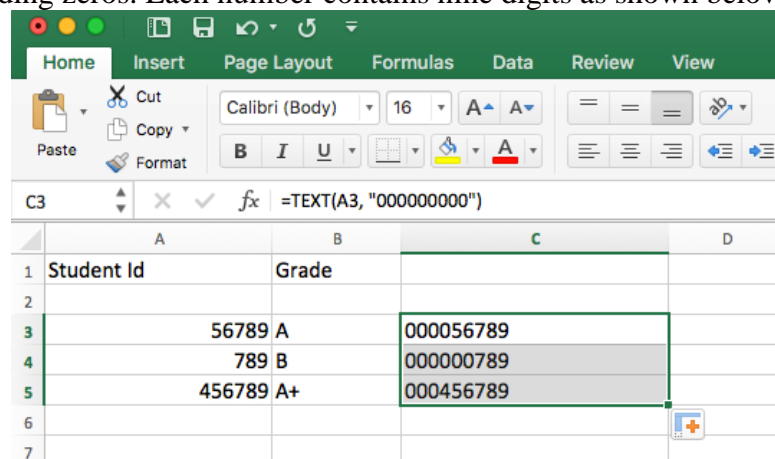 ding zeros. Each number contains nine digits as shown below
Home Insert Page Layout Formulas Data Review View
Cut
Calibri (Body) 16 A A
Copy
Paste
Format
B I U A
C3 fx =TEXT(A3, "000000000")
A B C D
1 Student Id Grade
2
3 56789 A 000056789
4 789 B 000000789
5 456789 A+ 000456789
6
7